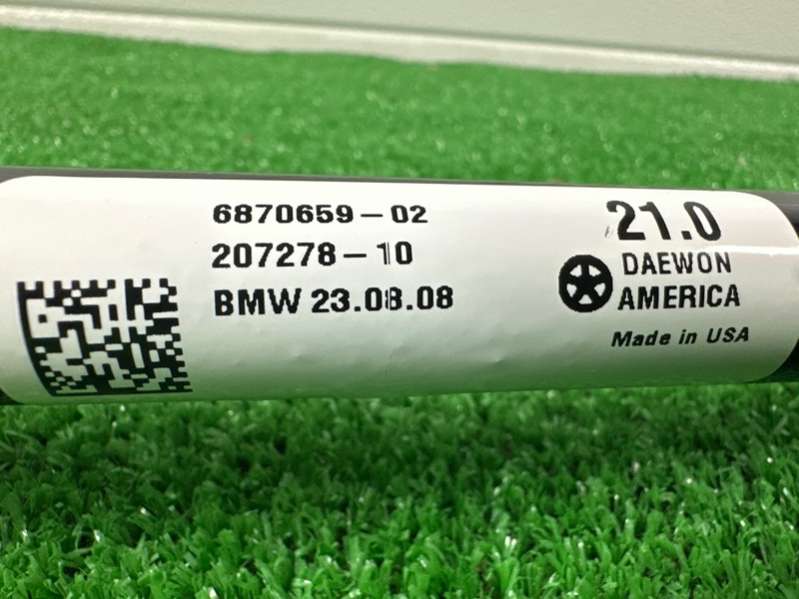 6870659-02
207278-10
BMW 23.08.08
21.0
DAEWON
AMERICA
Made in USA